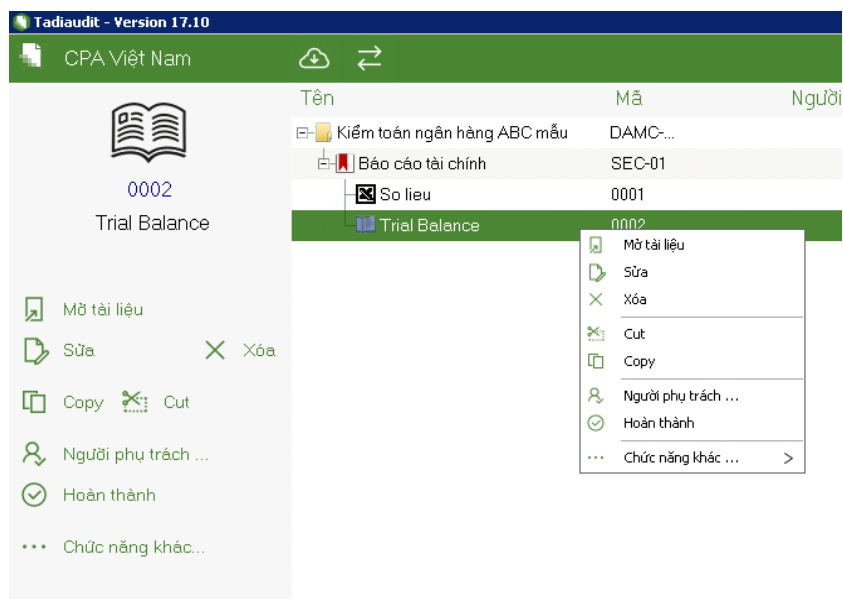 Tadiaudit - Version 17.10
CPA Việt Nam
Tên Mã Người
Kiểm toán ngân hàng ABC mẫu DAMC-...
Báo cáo tài chính SEC-01
So lieu 0001
Trial Balance 0002
0002
Trial Balance
Mở tài liệu
Sửa Xóa
Copy Cut
Người phụ trách ...
Hoàn thành
Chức năng khác...
Mở tài liệu
Sửa
Xóa
Cut
Copy
Người phụ trách ...
Hoàn thành
Chức năng khác ...